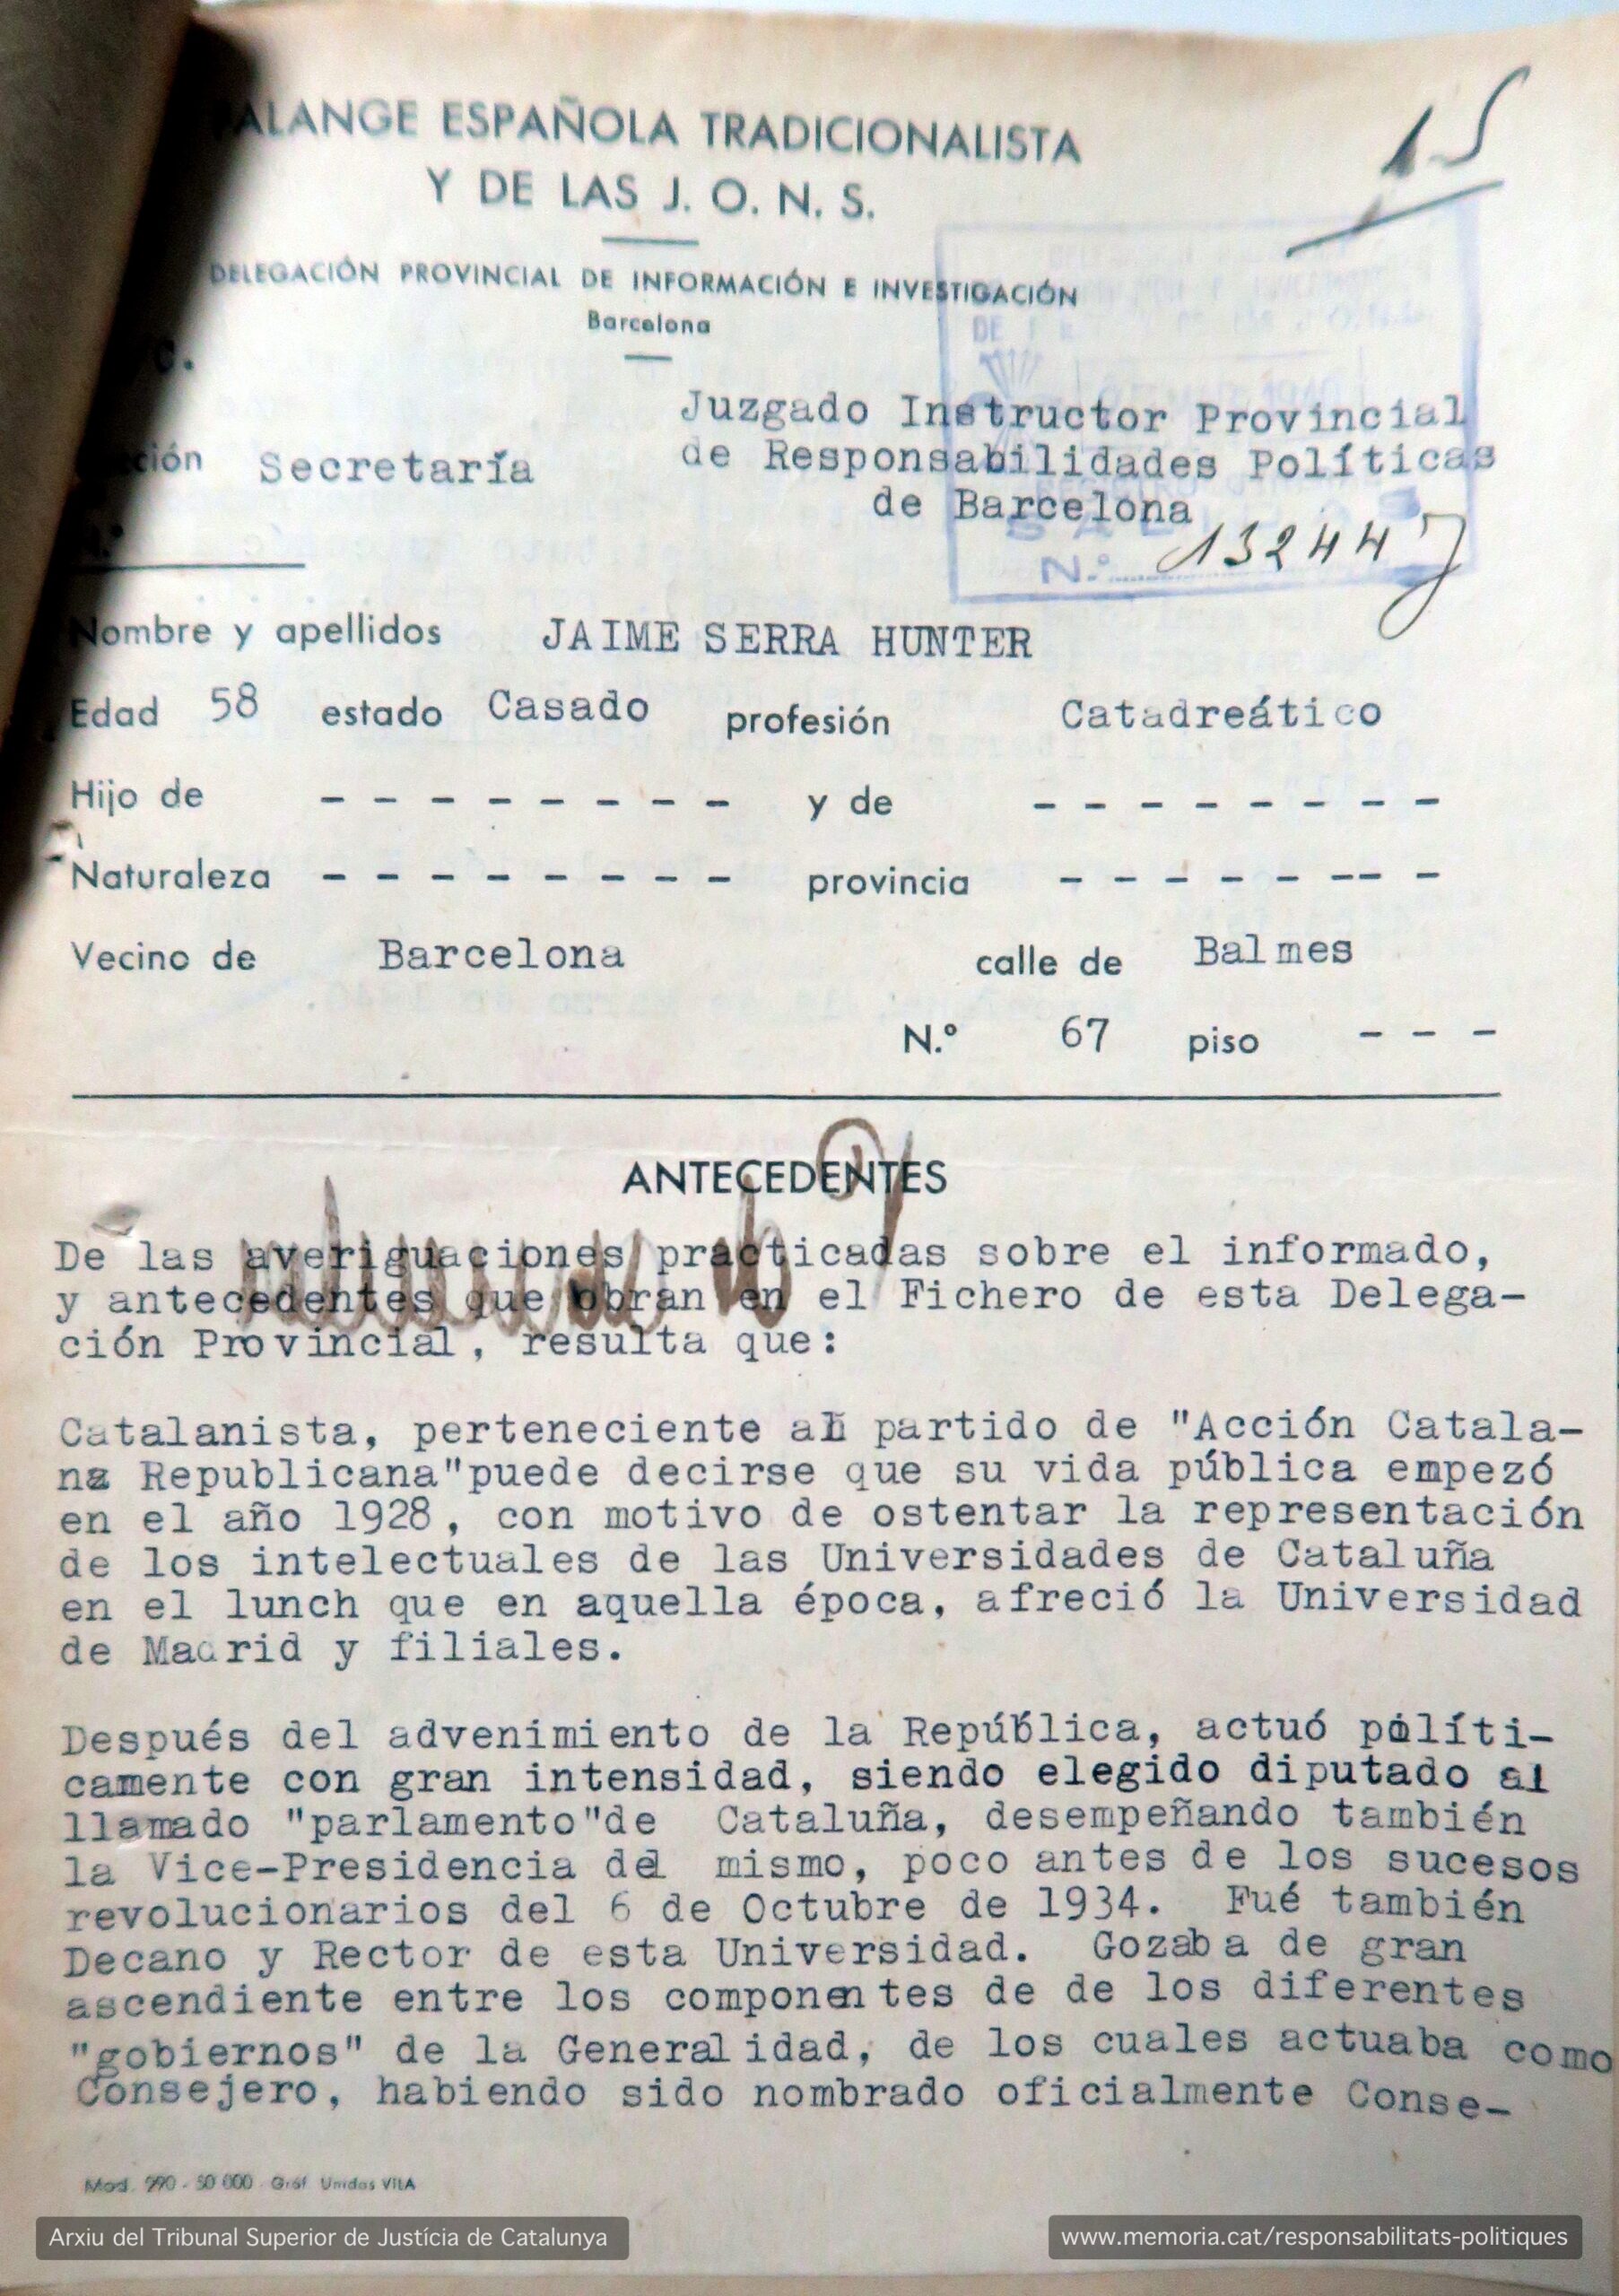 ALANGE ESPAÑOLA TRADICIONALISTA
Y DE LAS J. O. N. S.
15
DELEGACIÓN PROVINCIAL DE INFORMACIÓN E INVESTIGACIÓN
Barcelona
C.
Juzgado Instructor Provincial
ción Secretaría de Responsabilidades Políticas
de Barcelona
N.º 13244
Nombre y apellidos JAIME SERRA HUNTER
Edad 58 estado Casado profesión Catadreático
Hijo de - - - - - - - - y de - - - - - - - -
Naturaleza - - - - - - - - provincia - - - - - - -- -
Vecino de Barcelona calle de Balmes
N.º 67 piso - - -
ANTECEDENTES
De las averiguaciones practicadas sobre el informado,
y antecedentes que obran en el Fichero de esta Delega-
ción Provincial, resulta que:
Catalanista, perteneciente al partido de "Acción Catala-
na Republicana"puede decirse que su vida pública empezó
en el año 1928, con motivo de ostentar la representación
de los intelectuales de las Universidades de Cataluña
en el lunch que en aquella época, afreció la Universidad
de Madrid y filiales.
Después del advenimiento de la República, actuó políti-
camente con gran intensidad, siendo elegido diputado al
llamado "parlamento"de Cataluña, desempeñando también
la Vice-Presidencia del mismo, poco antes de los sucesos
revolucionarios del 6 de Octubre de 1934. Fué también
Decano y Rector de esta Universidad. Gozaba de gran
ascendiente entre los componentes de de los diferentes
"gobiernos" de la Generalidad, de los cuales actuaba como
Consejero, habiendo sido nombrado oficialmente Conse-
Mod. 990 - 50 000 Gráf Unidas VILA
Arxiu del Tribunal Superior de Justícia de Catalunya
www.memoria.cat/responsabilitats-politiques